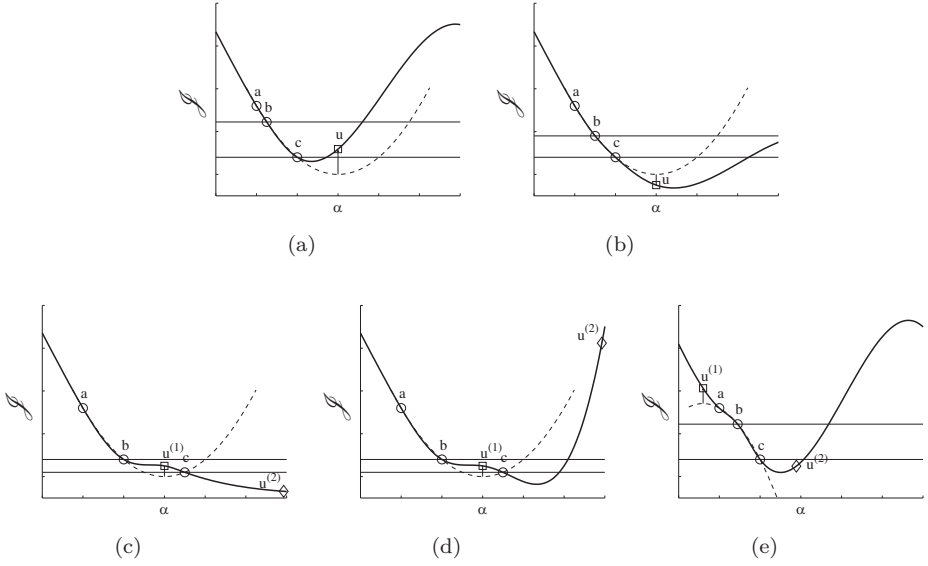 a
b
c
u
𝒥
α
(a)
a
b
c
u
𝒥
α
(b)
a
b
u(1)
c
u(2)
𝒥
α
(c)
u(2)
a
b
u(1)
c
𝒥
α
(d)
u(1)
a
b
c
u(2)
𝒥
α
(e)